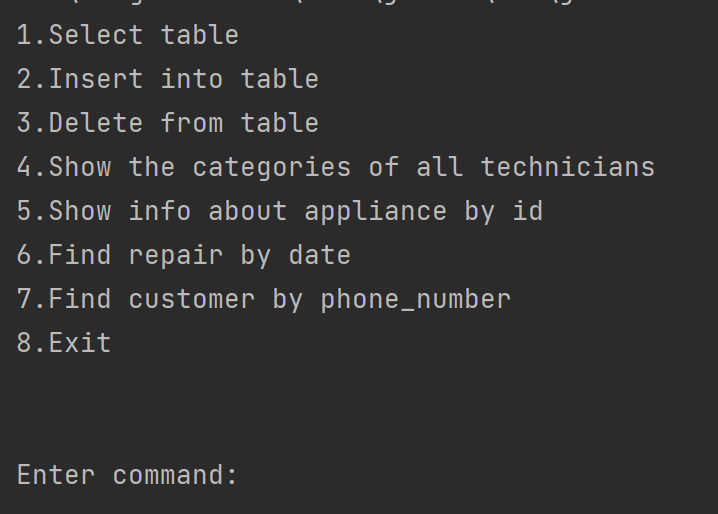 1.Select table
2.Insert into table
3.Delete from table
4.Show the categories of all technicians
5.Show info about appliance by id
6.Find repair by date
7.Find customer by phone_number
8.Exit
Enter command: